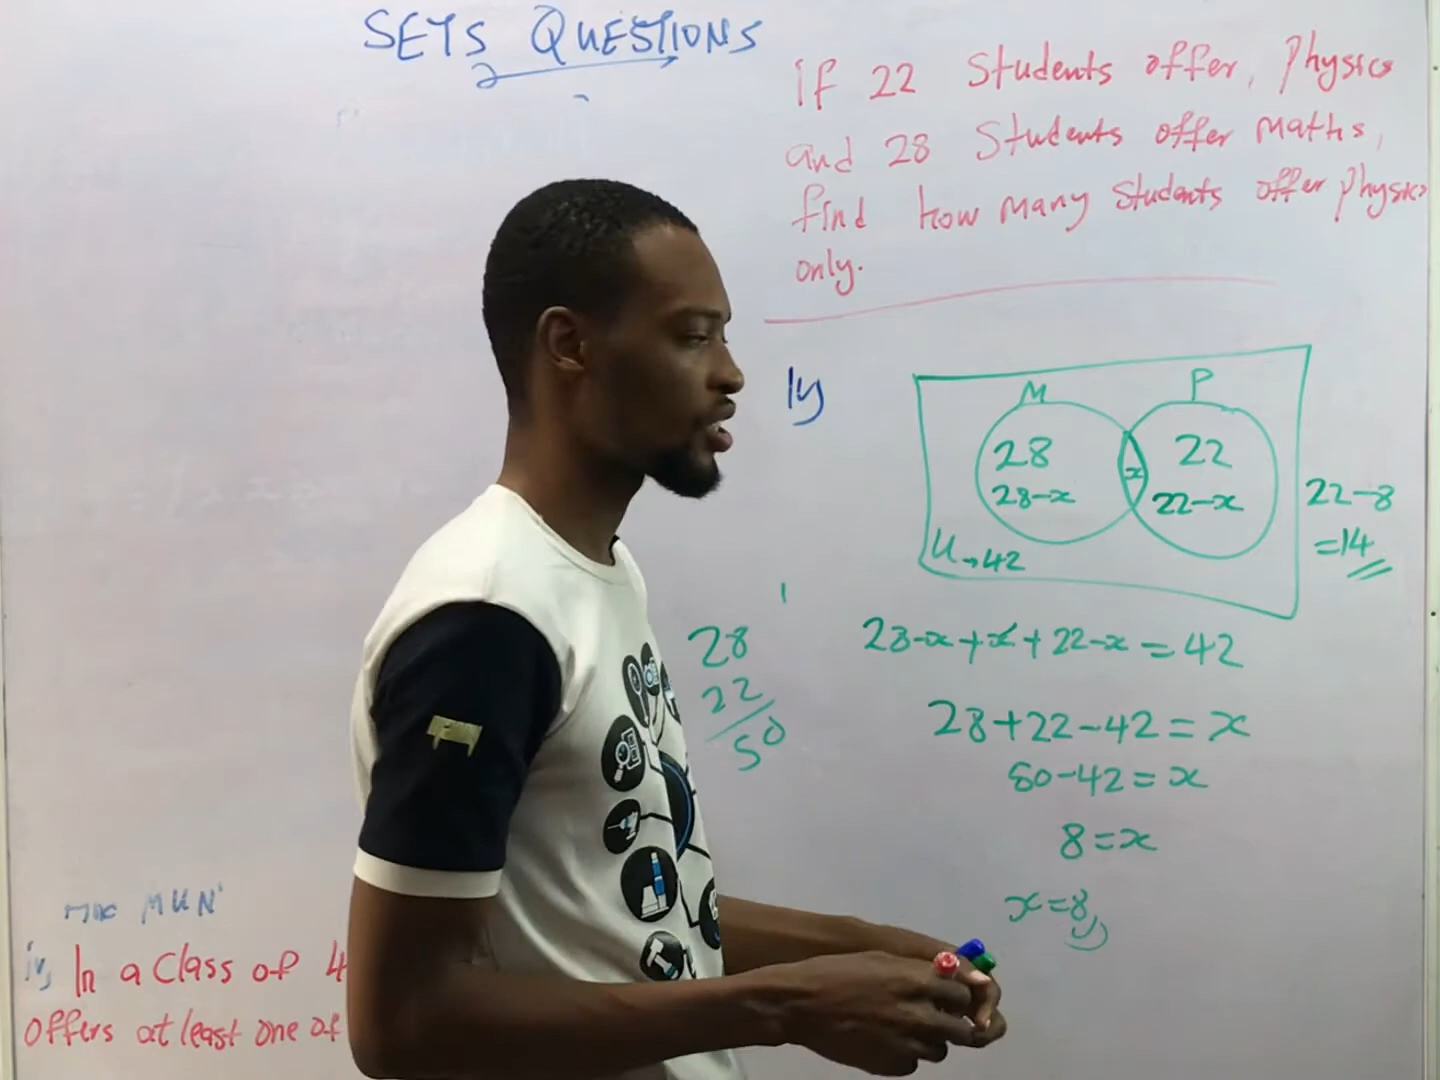 SETS QUESTIONS
If 22 Students offer, Physics
and 28 Students offer maths,
find how many students offer physics
only.
1,
M P
28 22
x
28-x 22-x
U→42
22-8
=14
28
22
50
28-x+x+22-x=42
28+22-42=x
50-42=x
8=x
x=8
MUN
In a Class of 4
offers at least one of